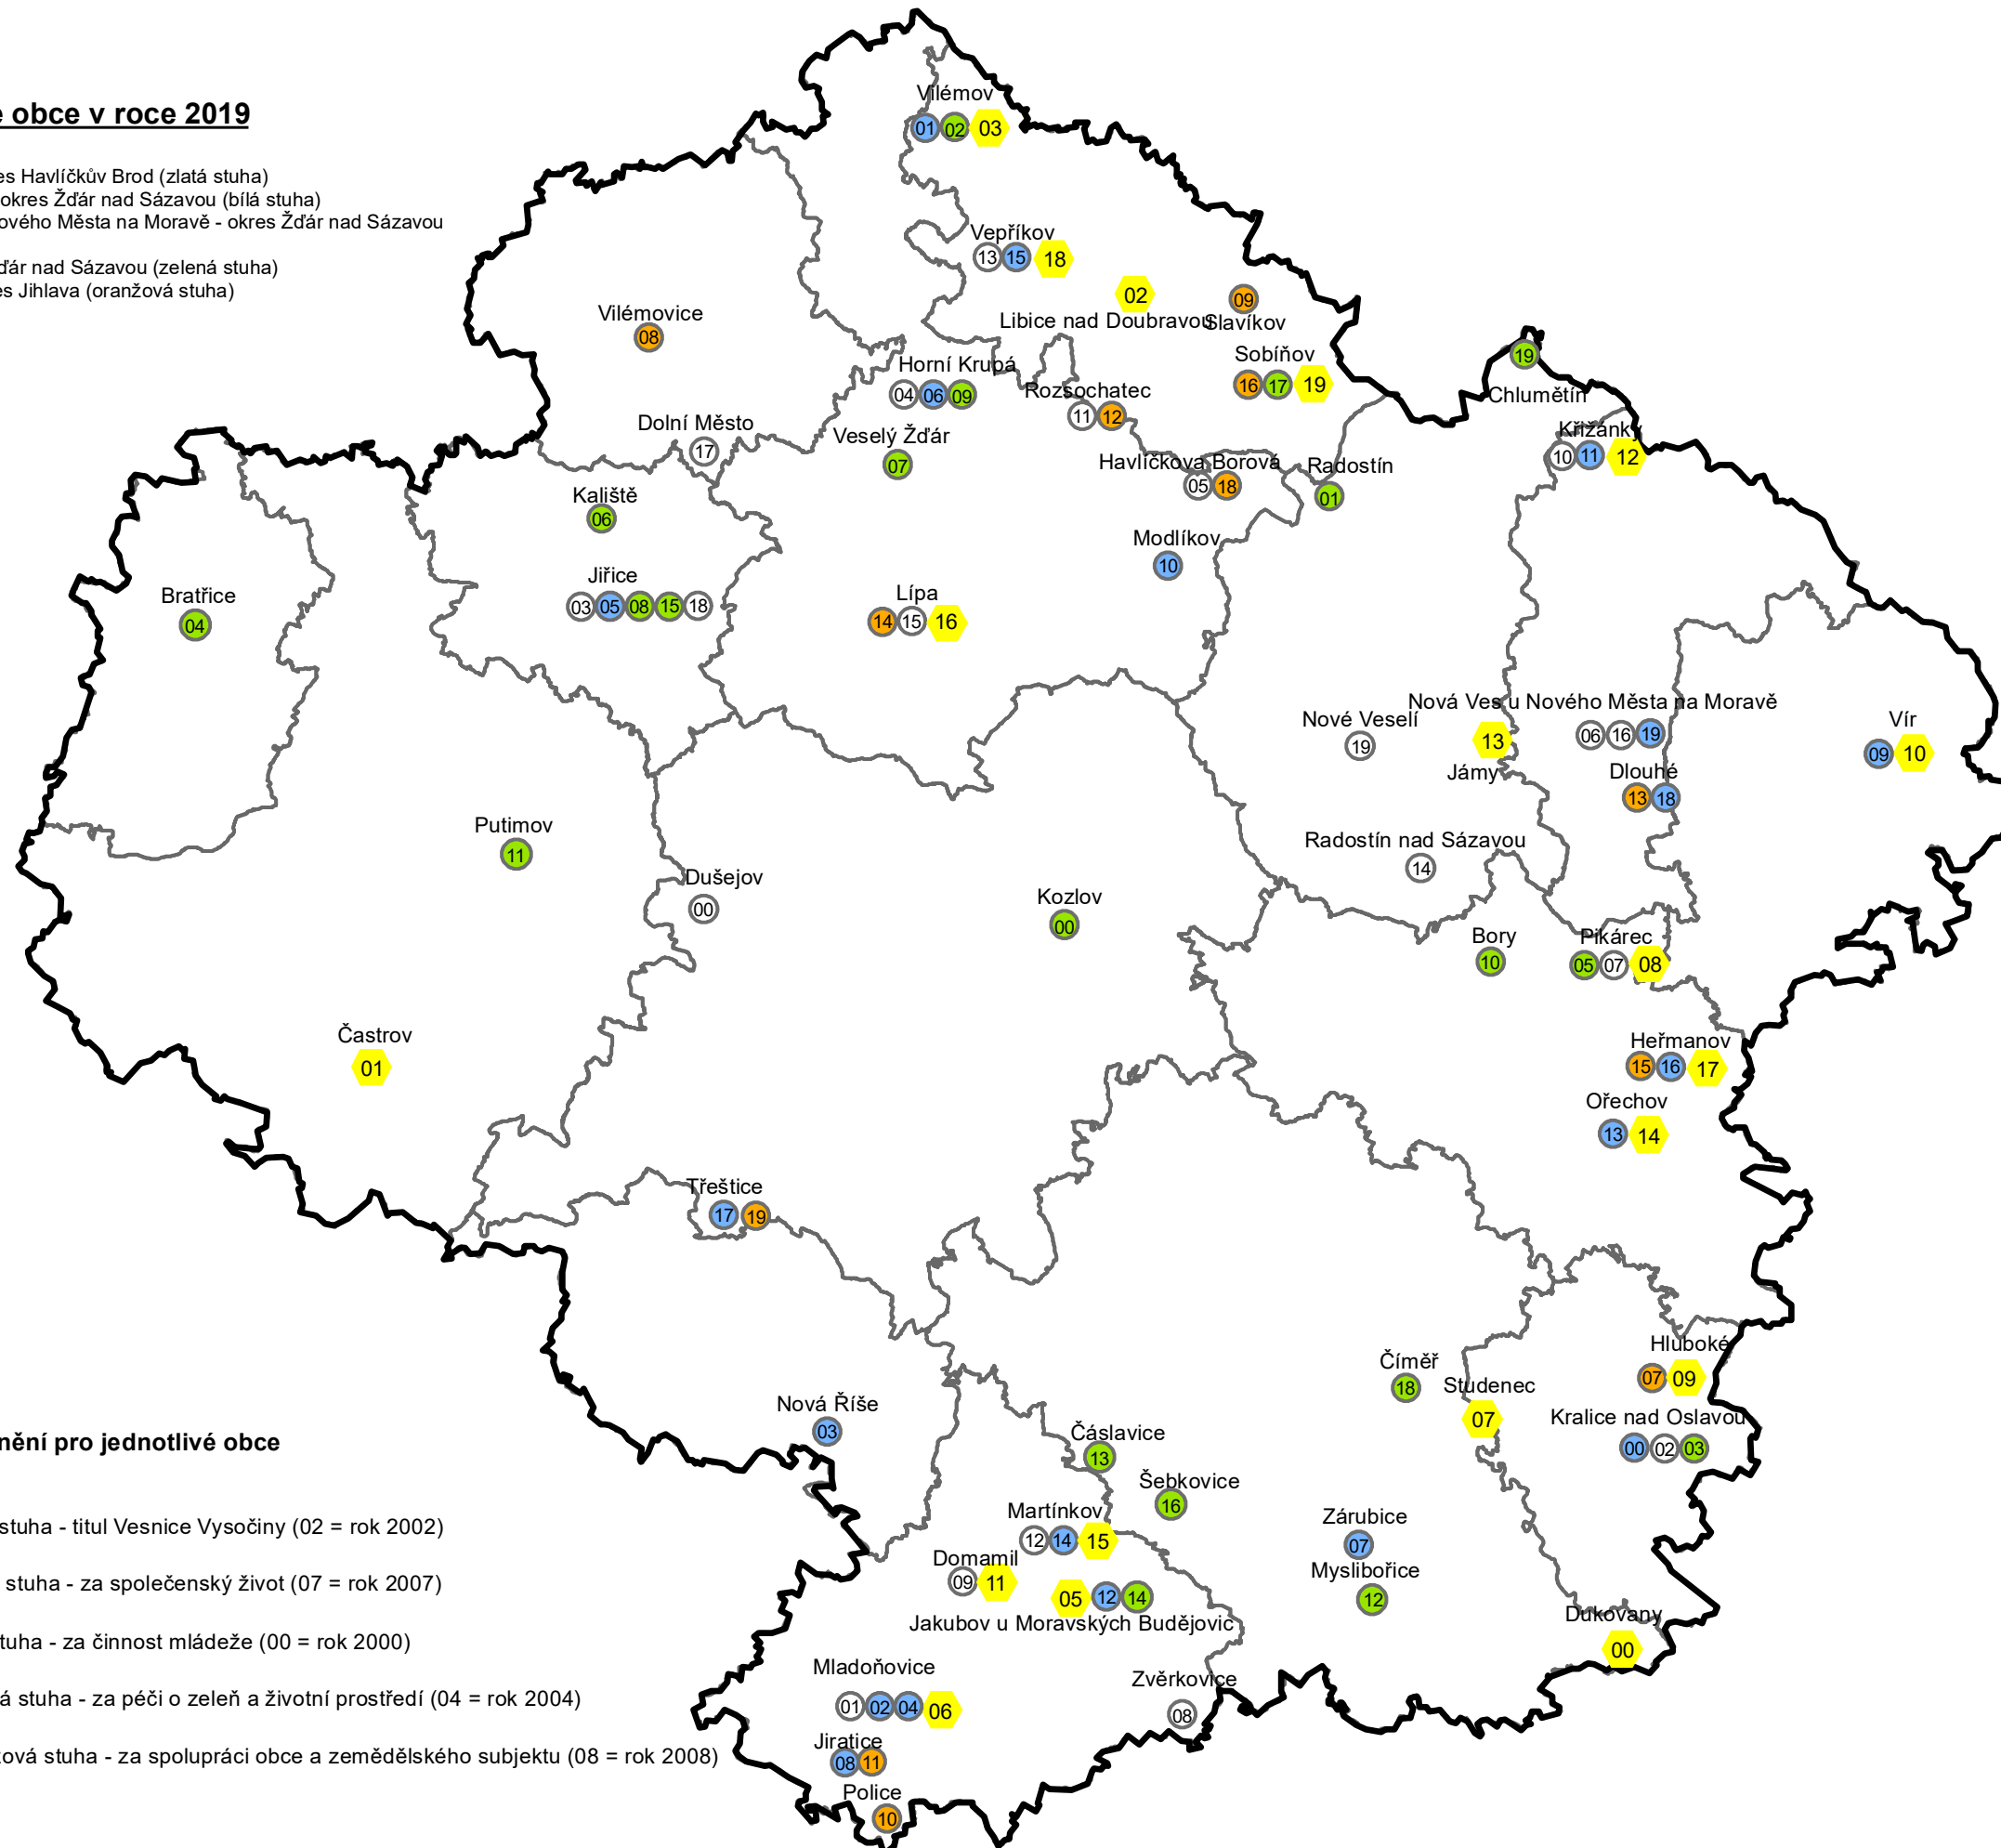 e obce v roce 2019
es Havlíčkův Brod (zlatá stuha)
okres Žďár nad Sázavou (bílá stuha)
ového Města na Moravě - okres Žďár nad Sázavou
ďár nad Sázavou (zelená stuha)
es Jihlava (oranžová stuha)
Vilémov
01 02 03
Vepříkov
13 15 18
02
Libice nad Doubravou
09
Slavíkov
Vilémovice
08
Sobíňov
16 17 19
19
Chlumětín
Horní Krupá
04 06 09
Rozsochatec
11 12
Dolní Město
17
Veselý Žďár
07
Křižánky
10 11 12
Havlíčkova Borová
05 18
Radostín
01
Kaliště
06
Modlíkov
10
Jiřice
03 05 08 15 18
Bratřice
04
Lípa
14 15 16
Nová Ves u Nového Města na Moravě
06 16 19
Nové Veselí
19
13
Jámy
Vír
09 10
Dlouhé
13 18
Putimov
11
Radostín nad Sázavou
14
Dušejov
00
Kozlov
00
Bory
10
Pikárec
05 07 08
Častrov
01
Heřmanov
15 16 17
Ořechov
13 14
Třeštice
17 19
Hluboké
07 09
Číměř
18
Studenec
07
Nová Říše
03
Kralice nad Oslavou
00 02 03
Čáslavice
13
nění pro jednotlivé obce
Šebkovice
16
Martínkov
12 14 15
Zárubice
07
stuha - titul Vesnice Vysočiny (02 = rok 2002)
Domamil
09 11
Myslibořice
12
stuha - za společenský život (07 = rok 2007)
05 12 14
Jakubov u Moravských Budějovic
Dukovany
00
tuha - za činnost mládeže (00 = rok 2000)
Mladoňovice
01 02 04 06
Zvěrkovice
08
á stuha - za péči o zeleň a životní prostředí (04 = rok 2004)
Jiratice
08 11
ová stuha - za spolupráci obce a zemědělského subjektu (08 = rok 2008)
Police
10